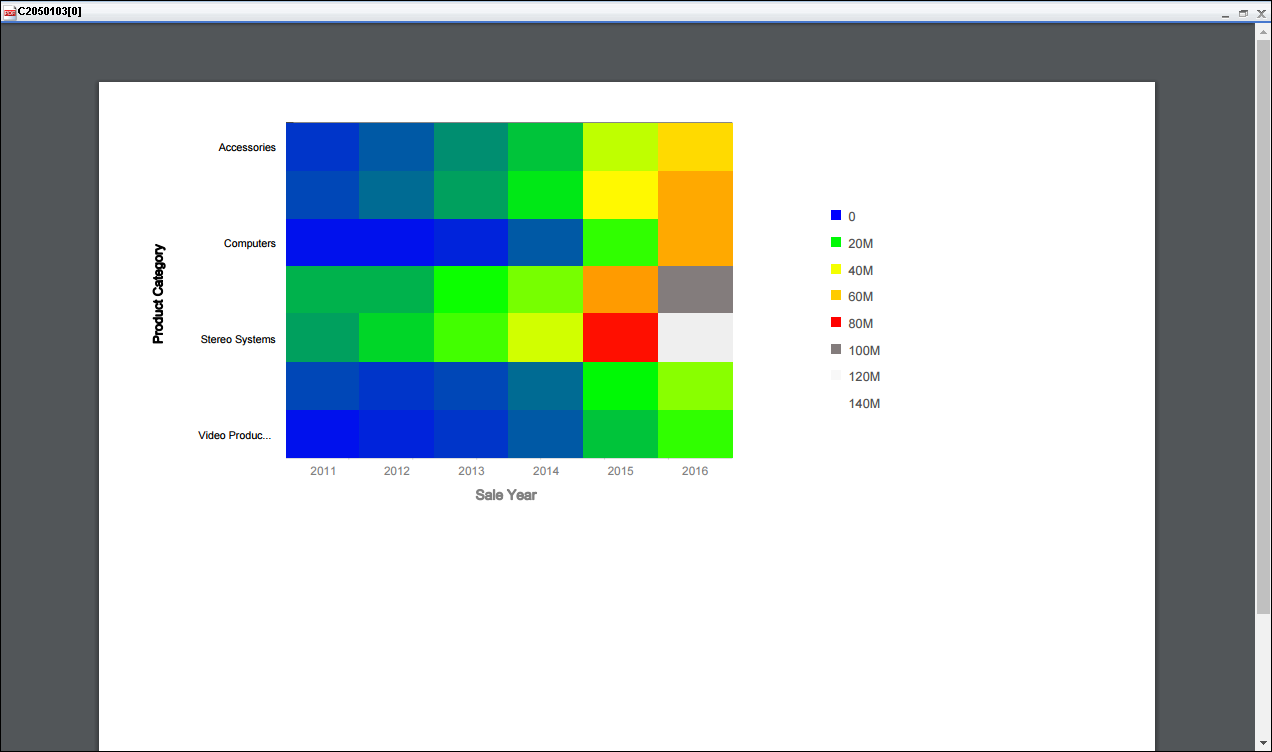 C2050103[0]
Accessories
Computers
Stereo Systems
Video Produc...
Product Category
2011 2012 2013 2014 2015 2016
Sale Year
0
20M
40M
60M
80M
100M
120M
140M